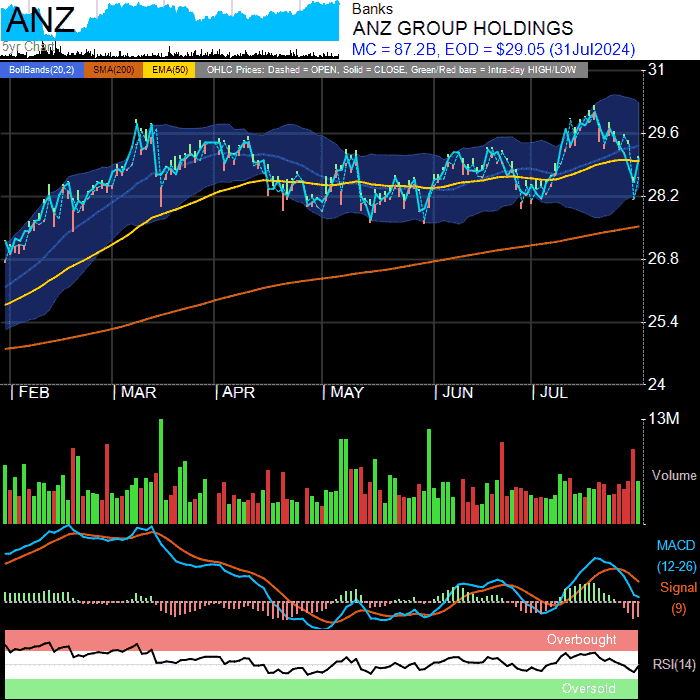 ANZ
5yr Chart
Banks
ANZ GROUP HOLDINGS
MC = 87.2B, EOD = $29.05 (31Jul2024)
BollBands(20,2) SMA(200) EMA(50) OHLC Prices: Dashed = OPEN, Solid = CLOSE, Green/Red bars = Intra-day HIGH/LOW
31
29.6
28.2
26.8
25.4
24
FEB MAR APR MAY JUN JUL
13M
Volume
MACD
(12-26)
Signal
(9)
Overbought
RSI(14)
Oversold